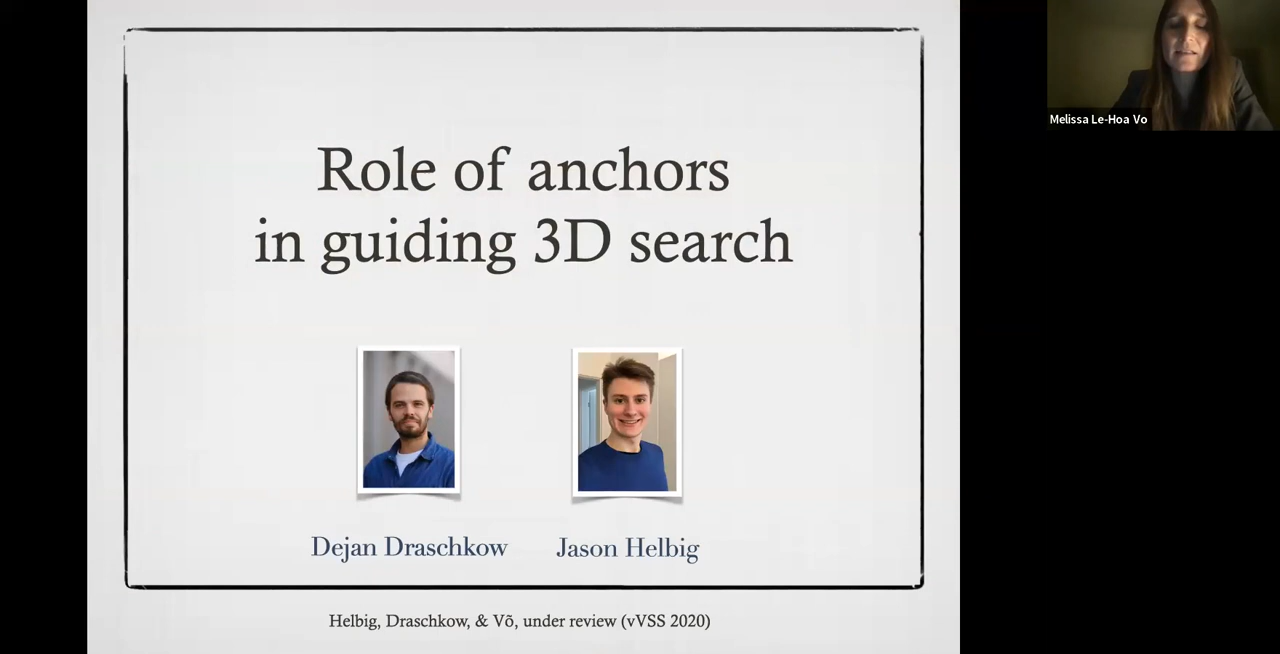 Role of anchors
in guiding 3D search
Dejan Draschkow
Jason Helbig
Helbig, Draschkow, & Võ, under review (vVSS 2020)
Melissa Le-Hoa Vo